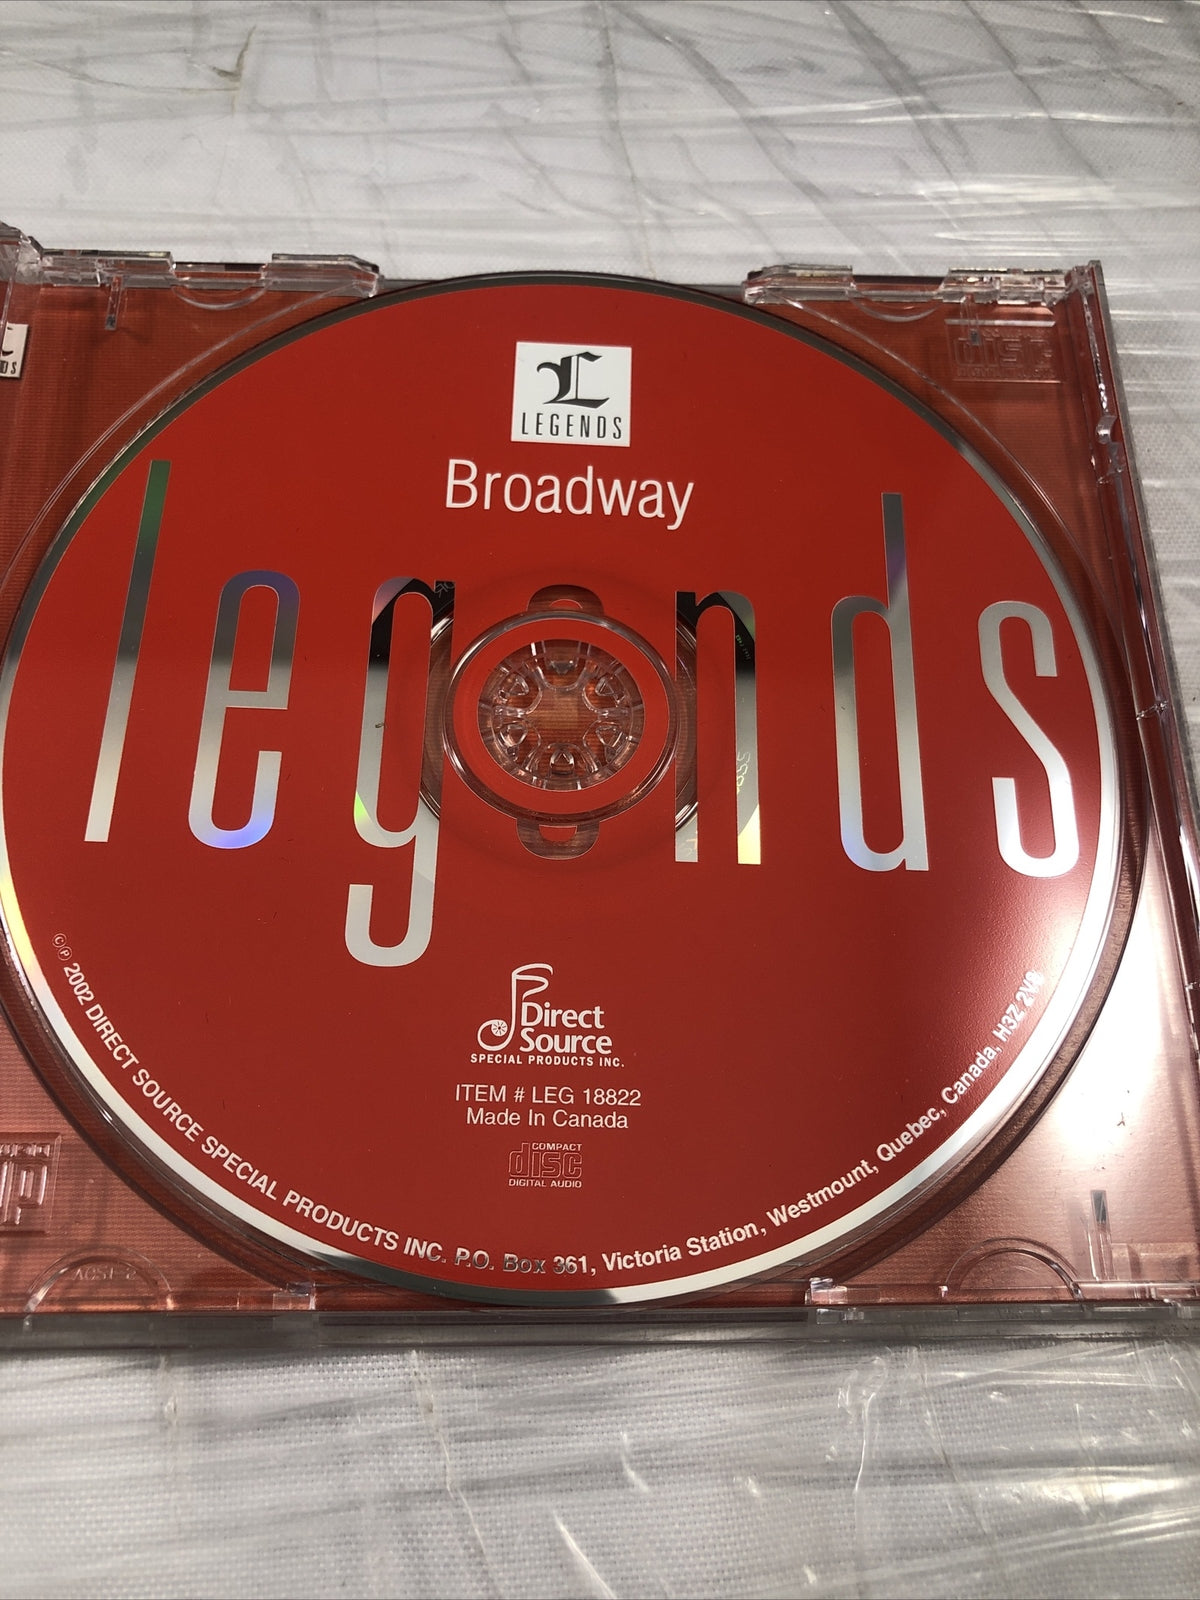 L
LEGENDS
Broadway
legends
Direct
Source
SPECIAL PRODUCTS INC.
ITEM # LEG 18822
Made In Canada
COMPACT
disc
DIGITAL AUDIO
©℗ 2002 DIRECT SOURCE SPECIAL PRODUCTS INC. P.O. Box 361, Victoria Station, Westmount, Quebec, Canada, H3Z 2V8
disc